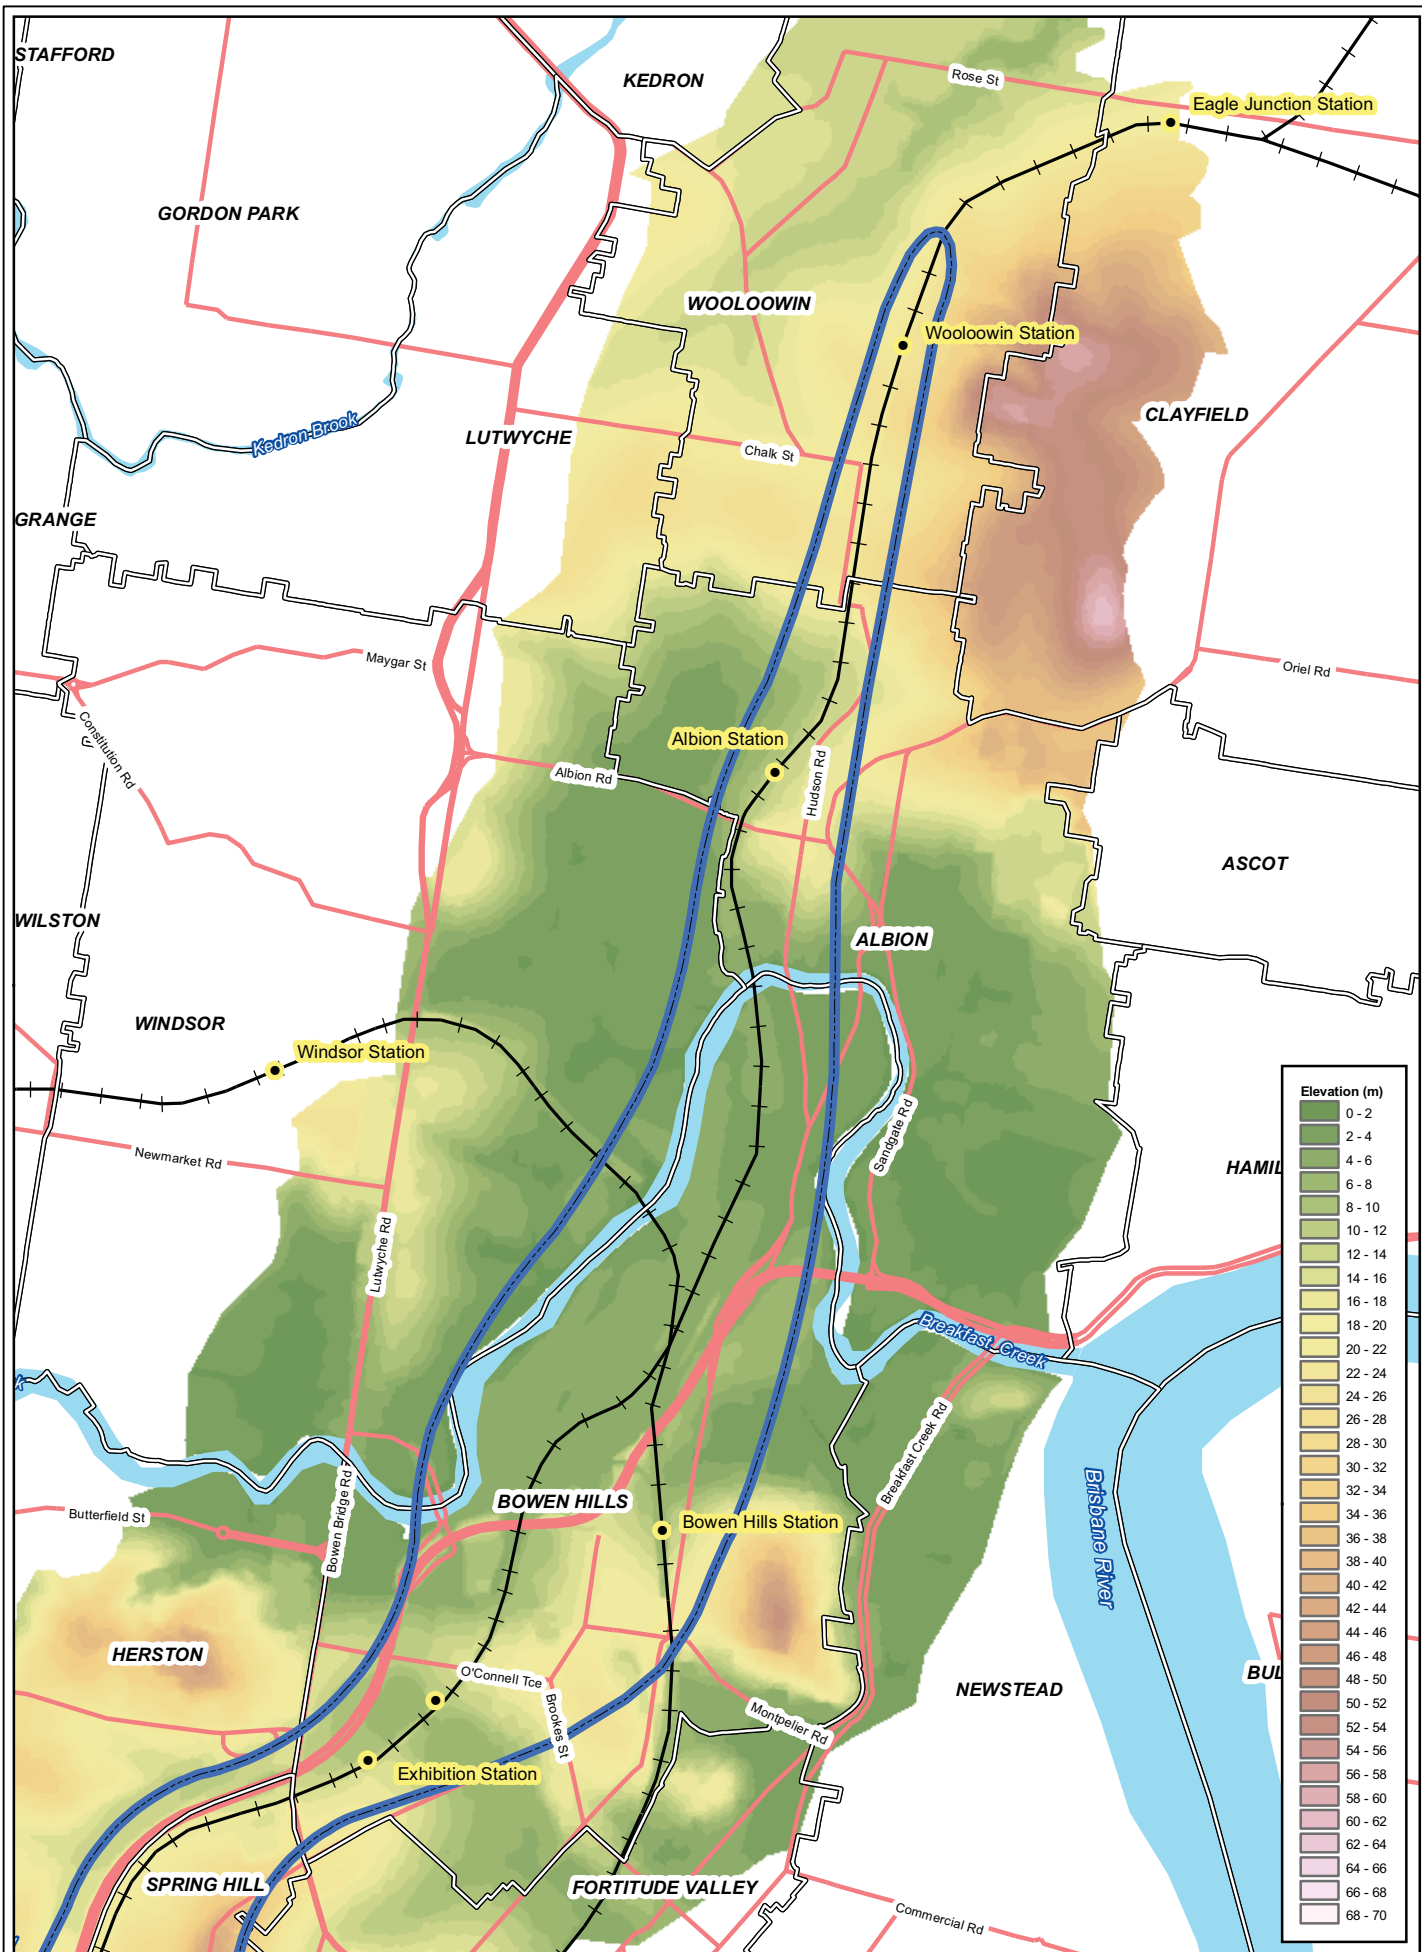 STAFFORD
KEDRON
Rose St
Eagle Junction Station
GORDON PARK
WOOLOOWIN
Wooloowin Station
CLAYFIELD
Kedron Brook
LUTWYCHE
Chalk St
GRANGE
Maygar St
Oriel Rd
Constitution Rd
Albion Station
Albion Rd
Hudson Rd
ASCOT
WILSTON
ALBION
WINDSOR
Windsor Station
Sandgate Rd
Newmarket Rd
HAMIL
Lutwyche Rd
Breakfast Creek
k
Breakfast Creek Rd
Brisbane River
BOWEN HILLS
Bowen Bridge Rd
Butterfield St
Bowen Hills Station
HERSTON
O'Connell Tce
Brookes St
NEWSTEAD
BUL
Montpelier Rd
Exhibition Station
SPRING HILL
FORTITUDE VALLEY
Commercial Rd
Elevation (m)
0 - 2
2 - 4
4 - 6
6 - 8
8 - 10
10 - 12
12 - 14
14 - 16
16 - 18
18 - 20
20 - 22
22 - 24
24 - 26
26 - 28
28 - 30
30 - 32
32 - 34
34 - 36
36 - 38
38 - 40
40 - 42
42 - 44
44 - 46
46 - 48
48 - 50
50 - 52
52 - 54
54 - 56
56 - 58
58 - 60
60 - 62
62 - 64
64 - 66
66 - 68
68 - 70